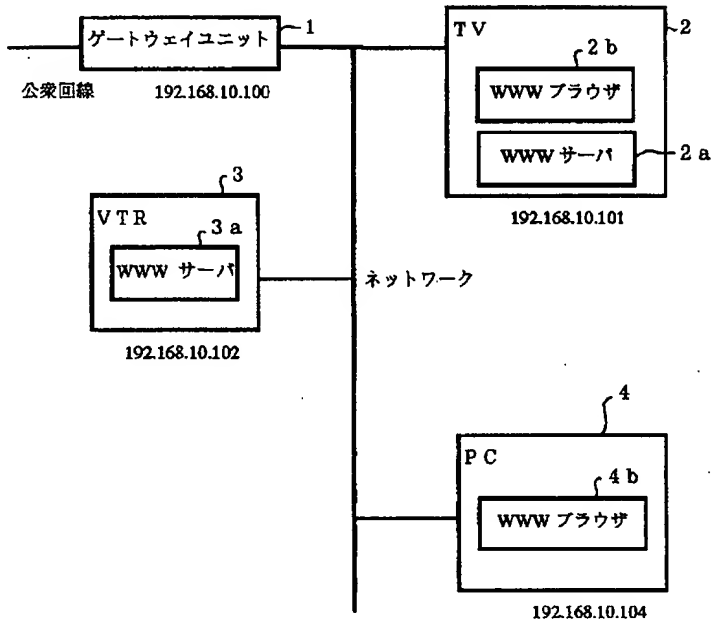 ゲートウェイユニット
1
公衆回線
192.168.10.100
TV
2
2b
WWW ブラウザ
WWW サーバ
2a
192.168.10.101
3
VTR
3a
WWW サーバ
192.168.10.102
ネットワーク
4
PC
4b
WWW ブラウザ
192.168.10.104